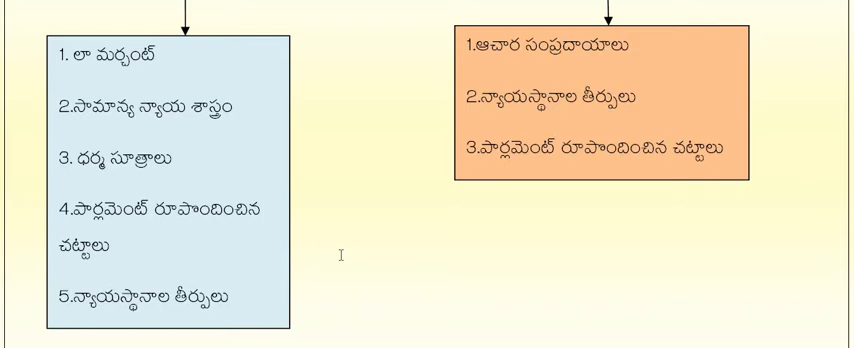 1. లా మర్చంట్
2.సామాన్య న్యాయ శాస్త్రం
3. ధర్మ సూత్రాలు
4.పార్లమెంట్ రూపొందించిన
చట్టాలు
5.న్యాయస్థానాల తీర్పులు
1.ఆచార సంప్రదాయాలు
2.న్యాయస్థానాల తీర్పులు
3.పార్లమెంట్ రూపొందించిన చట్టాలు